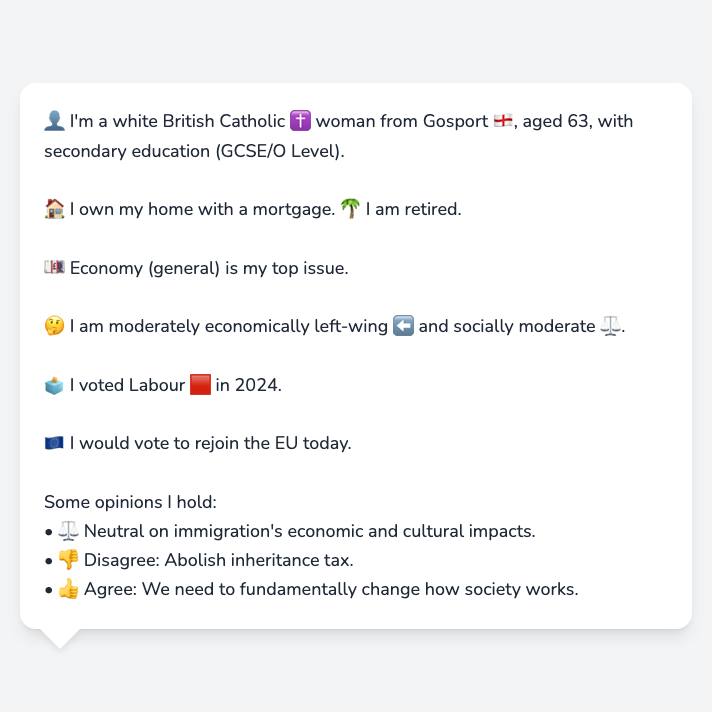 👤 I'm a white British Catholic ✝️ woman from Gosport 🏴󠁧󠁢󠁥󠁮󠁧󠁿, aged 63, with
secondary education (GCSE/O Level).
🏠 I own my home with a mortgage. 🌴 I am retired.
💷 Economy (general) is my top issue.
🤔 I am moderately economically left-wing ⬅️ and socially moderate ⚖️.
🗳️ I voted Labour 🟥 in 2024.
🇪🇺 I would vote to rejoin the EU today.
Some opinions I hold:
• ⚖️ Neutral on immigration's economic and cultural impacts.
• 👎 Disagree: Abolish inheritance tax.
• 👍 Agree: We need to fundamentally change how society works.